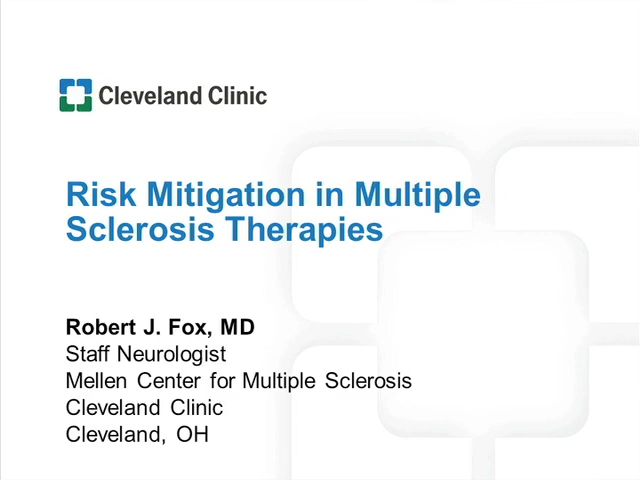 Cleveland Clinic
Risk Mitigation in Multiple
Sclerosis Therapies
Robert J. Fox, MD
Staff Neurologist
Mellen Center for Multiple Sclerosis
Cleveland Clinic
Cleveland, OH